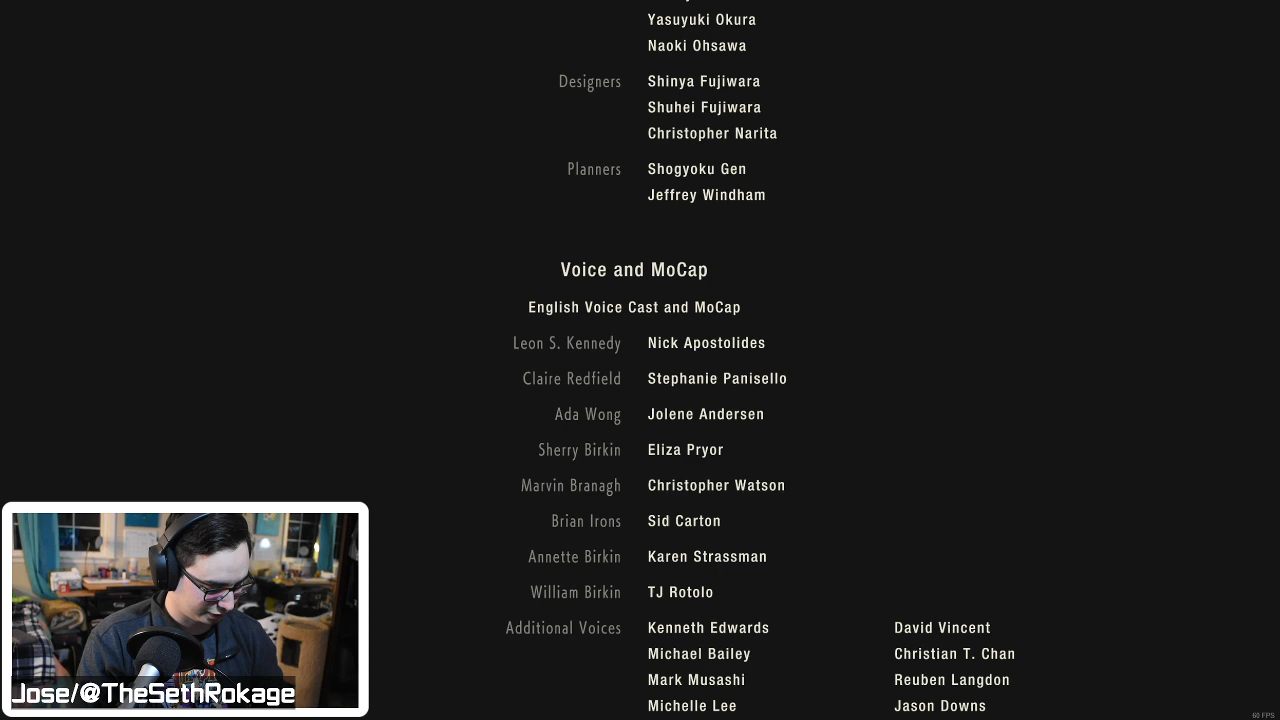 Yasuyuki Okura
Naoki Ohsawa
Designers Shinya Fujiwara
Shuhei Fujiwara
Christopher Narita
Planners Shogyoku Gen
Jeffrey Windham
Voice and MoCap
English Voice Cast and MoCap
Leon S. Kennedy Nick Apostolides
Claire Redfield Stephanie Panisello
Ada Wong Jolene Andersen
Sherry Birkin Eliza Pryor
Marvin Branagh Christopher Watson
Brian Irons Sid Carton
Annette Birkin Karen Strassman
William Birkin TJ Rotolo
Additional Voices Kenneth Edwards David Vincent
Michael Bailey Christian T. Chan
Mark Musashi Reuben Langdon
Michelle Lee Jason Downs
Jose/@TheSethRokage
60 FPS